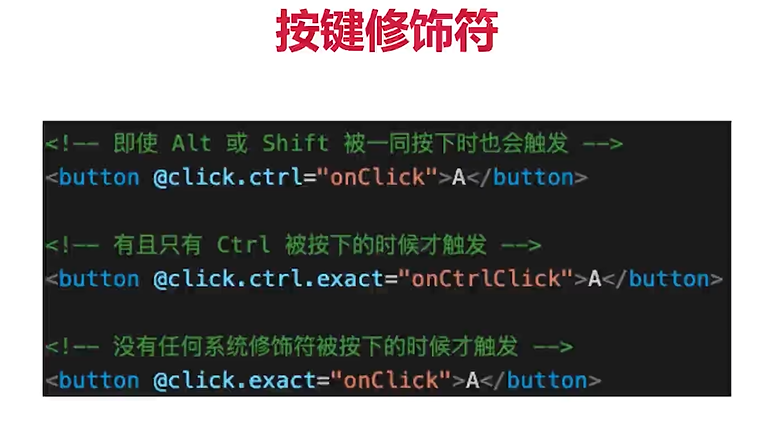 按键修饰符
<!-- 即使 Alt 或 Shift 被一同按下时也会触发 -->
<button @click.ctrl="onClick">A</button>
<!-- 有且只有 Ctrl 被按下的时候才触发 -->
<button @click.ctrl.exact="onCtrlClick">A</button>
<!-- 没有任何系统修饰符被按下的时候才触发 -->
<button @click.exact="onClick">A</button>